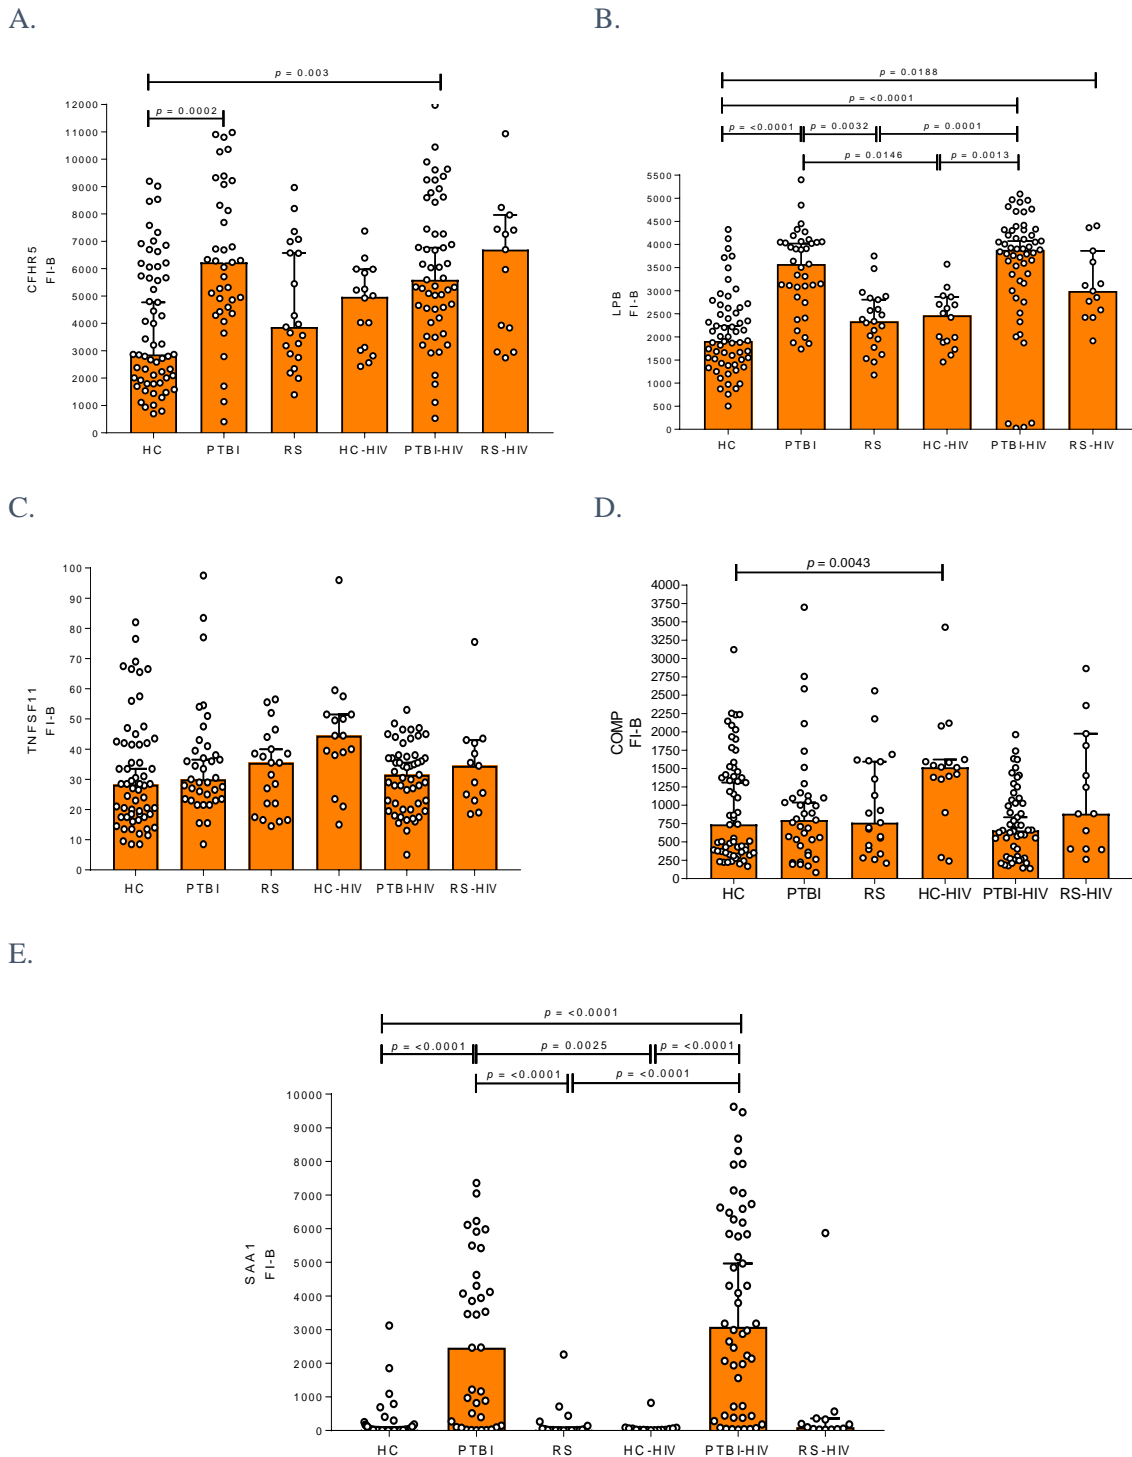 A.
B.
p = 0.003
p = 0.0002
CFHR5
FI-B
12000
11000
10000
9000
8000
7000
6000
5000
4000
3000
2000
1000
0
HC PTBI RS HC-HIV PTBI-HIV RS-HIV
p = 0.0188
p = <0.0001
p = <0.0001 p = 0.0032 p = 0.0001
p = 0.0146 p = 0.0013
LPB
FI-B
5500
5000
4500
4000
3500
3000
2500
2000
1500
1000
500
0
HC PTBI RS HC-HIV PTBI-HIV RS-HIV
C.
D.
TNFSF11
FI-B
100
90
80
70
60
50
40
30
20
10
0
HC PTBI RS HC-HIV PTBI-HIV RS-HIV
p = 0.0043
COMP
FI-B
4000
3750
3500
3250
3000
2750
2500
2250
2000
1750
1500
1250
1000
750
500
250
0
HC PTBI RS HC-HIV PTBI-HIV RS-HIV
E.
p = <0.0001
p = <0.0001 p = 0.0025 p = <0.0001
p = <0.0001 p = <0.0001
SAA1
FI-B
10000
9000
8000
7000
6000
5000
4000
3000
2000
1000
0
HC PTBI RS HC-HIV PTBI-HIV RS-HIV